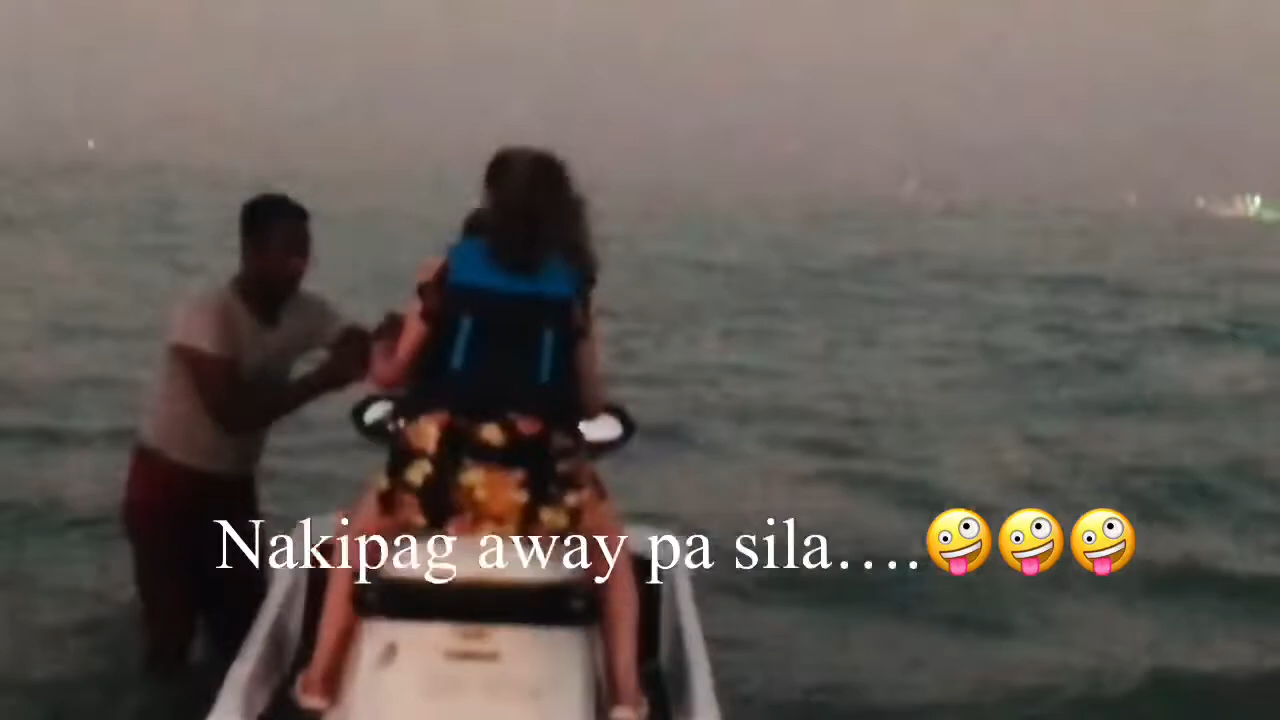 Nakipag away pa sila....🤪🤪🤪